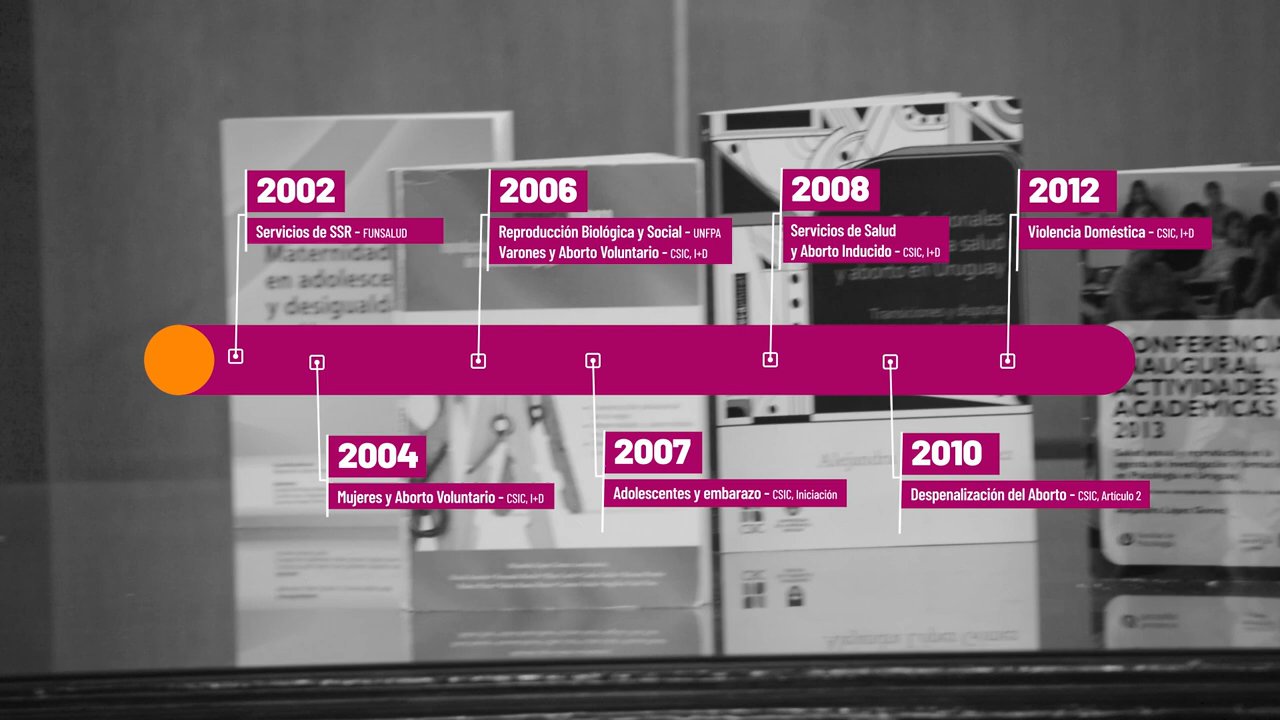 2002
Servicios de SSR – FUNSALUD
2006
Reproducción Biológica y Social – UNFPA
Varones y Aborto Voluntario – CSIC, I+D
2008
Servicios de Salud
y Aborto Inducido – CSIC, I+D
2012
Violencia Doméstica – CSIC, I+D
2004
Mujeres y Aborto Voluntario – CSIC, I+D
2007
Adolescentes y embarazo – CSIC, Iniciación
2010
Despenalización del Aborto – CSIC, Artículo 2
Maternidad
en adolesce
y desiguald
salud
y aborto en Uruguay
CONFERENCIA
INAUGURAL
ACTIVIDADES
ACADEMICAS
2013